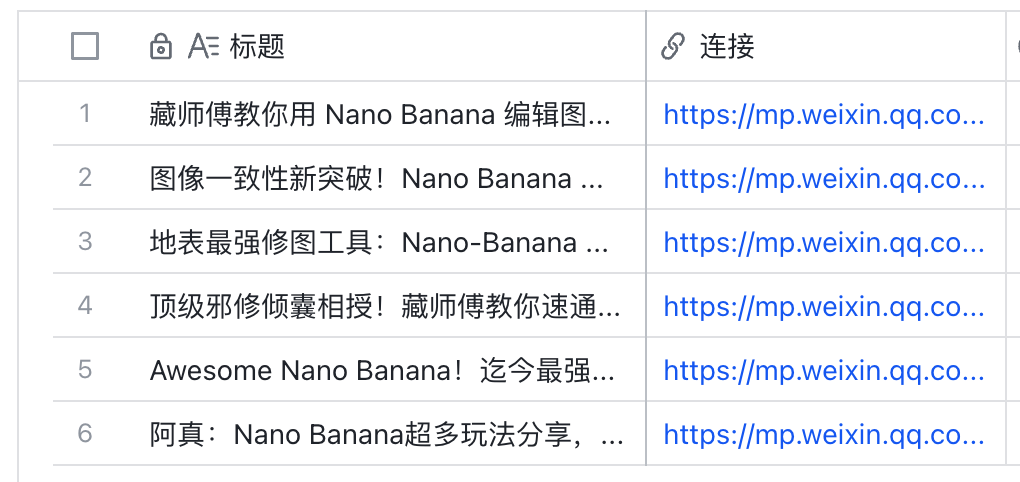 标题 连接
1 藏师傅教你用 Nano Banana 编辑图... https://mp.weixin.qq.co...
2 图像一致性新突破！Nano Banana ... https://mp.weixin.qq.co...
3 地表最强修图工具：Nano-Banana ... https://mp.weixin.qq.co...
4 顶级邪修倾囊相授！藏师傅教你速通... https://mp.weixin.qq.co...
5 Awesome Nano Banana！迄今最强... https://mp.weixin.qq.co...
6 阿真：Nano Banana超多玩法分享，... https://mp.weixin.qq.co...